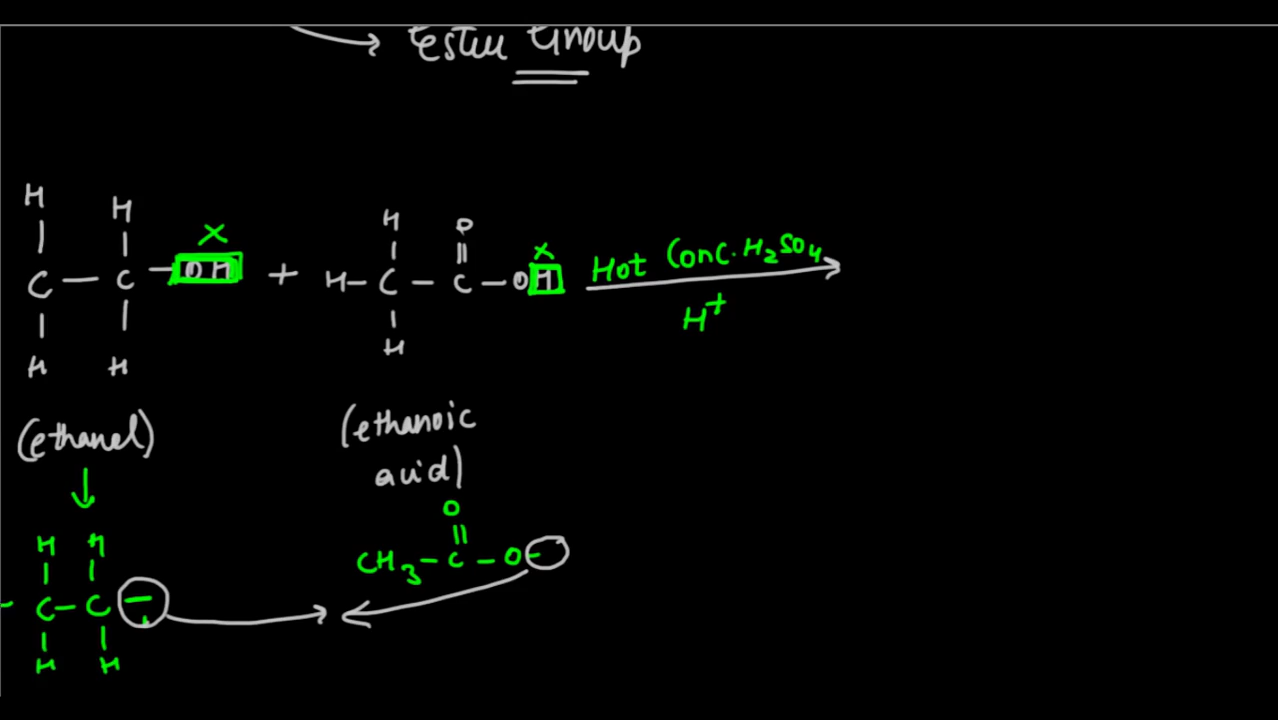 → Ester Group
H H H O
| | X | || X
C — C — OH + H — C — C — OH Hot Conc. H₂SO₄ →
| | | H⁺
H H H
(ethanol) (ethanoic
acid)
↓ O
H H ||
| | CH₃ — C — O —
— C — C —
| |
H H